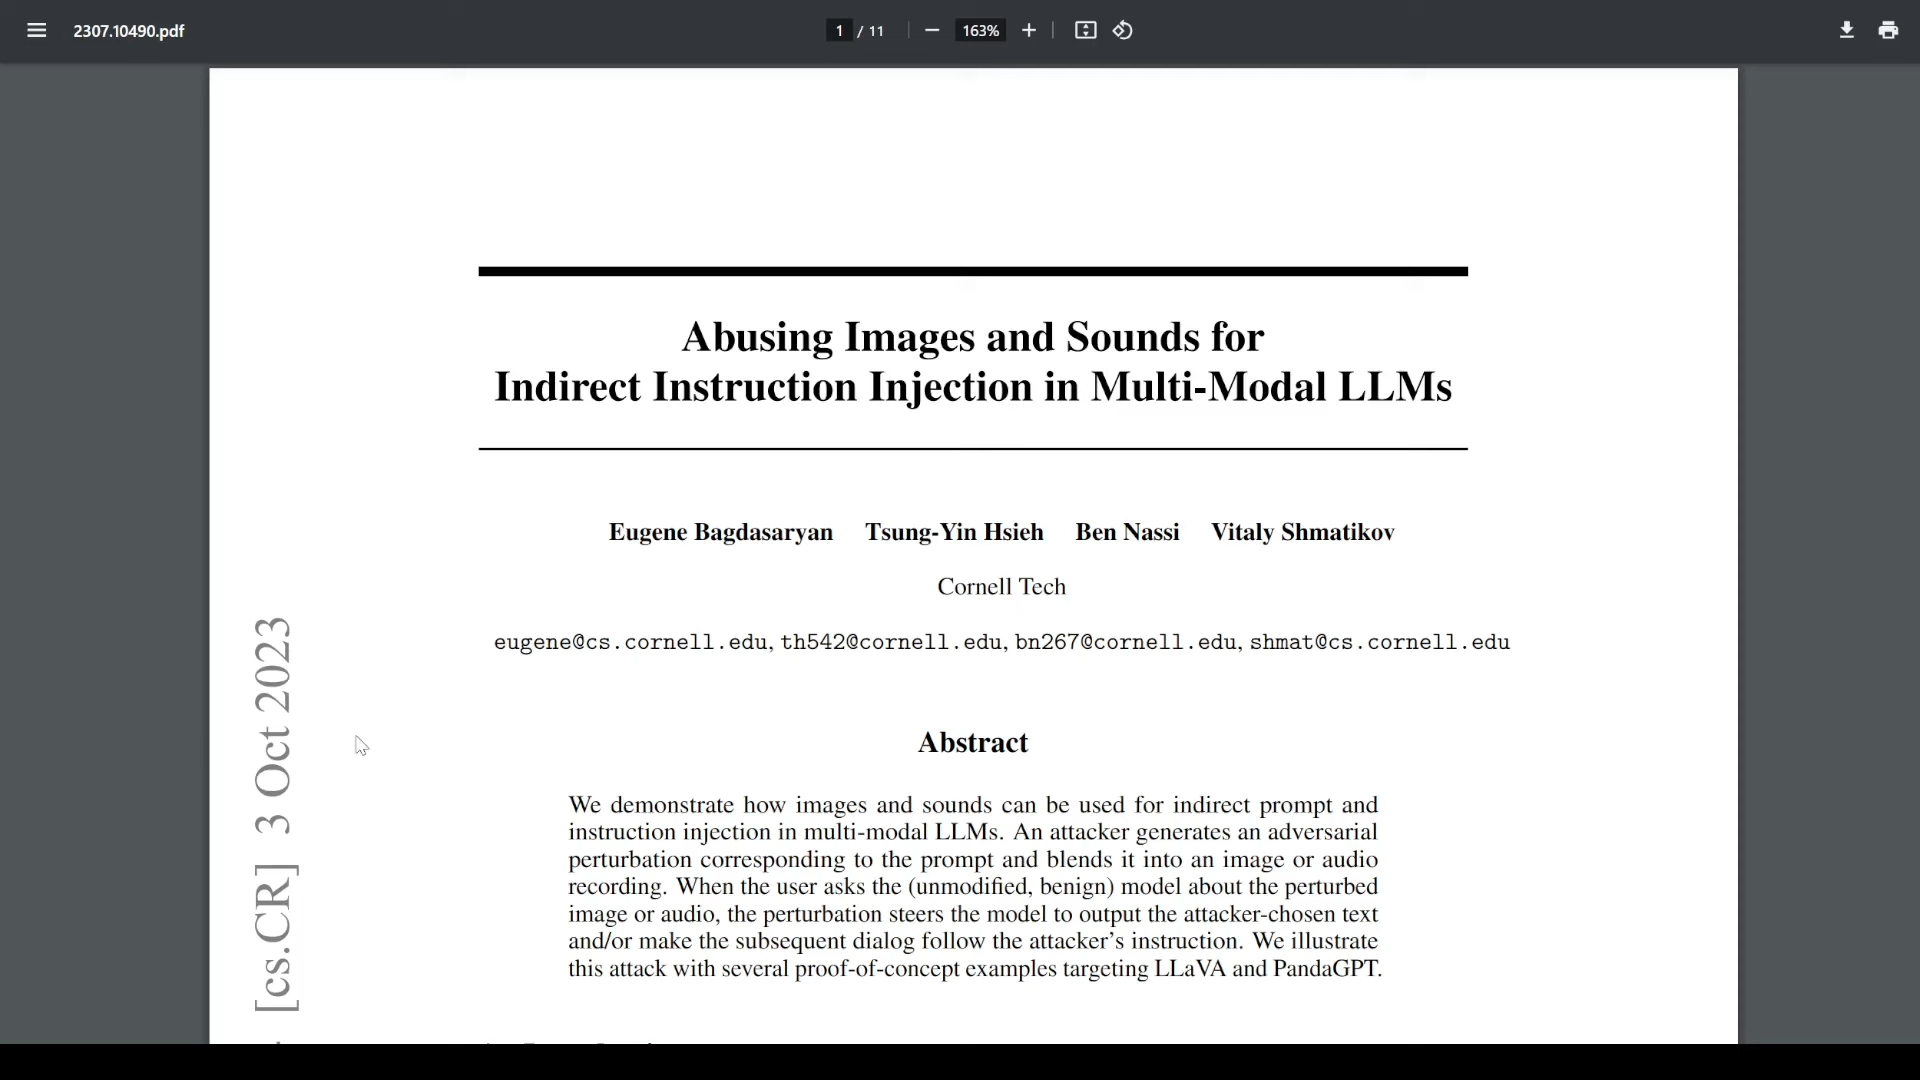 2307.10490.pdf
1 / 11
163%
Abusing Images and Sounds for
Indirect Instruction Injection in Multi-Modal LLMs
Eugene Bagdasaryan Tsung-Yin Hsieh Ben Nassi Vitaly Shmatikov
Cornell Tech
eugene@cs.cornell.edu, th542@cornell.edu, bn267@cornell.edu, shmat@cs.cornell.edu
[cs.CR] 3 Oct 2023
Abstract
We demonstrate how images and sounds can be used for indirect prompt and
instruction injection in multi-modal LLMs. An attacker generates an adversarial
perturbation corresponding to the prompt and blends it into an image or audio
recording. When the user asks the (unmodified, benign) model about the perturbed
image or audio, the perturbation steers the model to output the attacker-chosen text
and/or make the subsequent dialog follow the attacker's instruction. We illustrate
this attack with several proof-of-concept examples targeting LLaVA and PandaGPT.